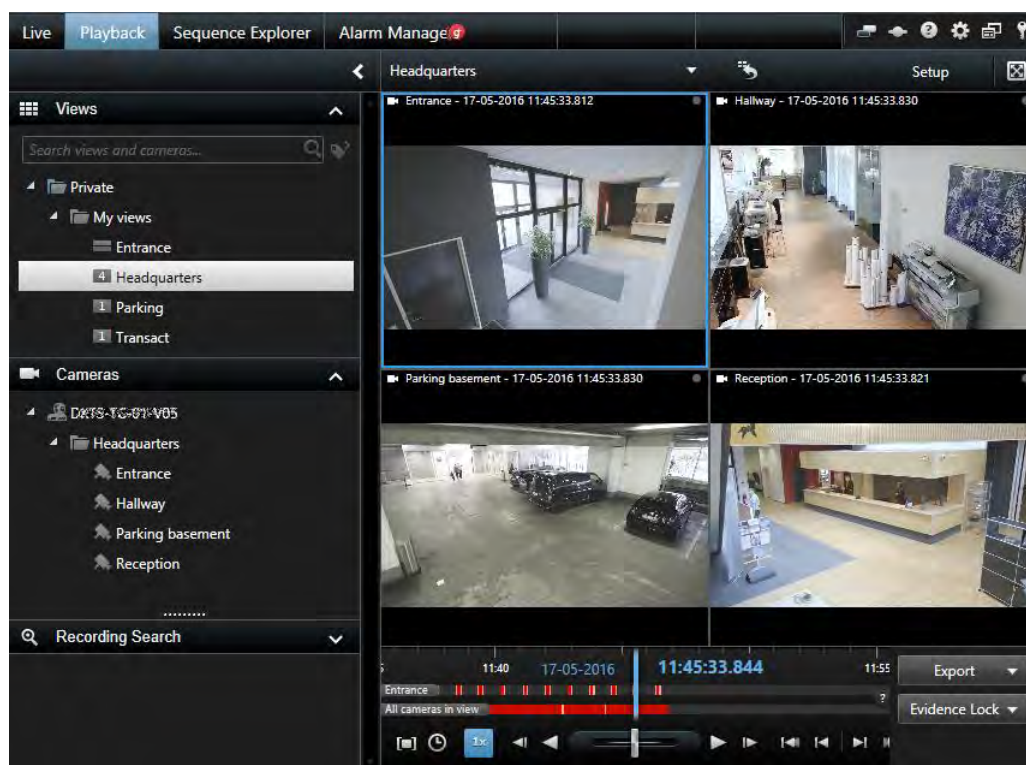 Live Playback Sequence Explorer Alarm Manager
Headquarters Setup
Views
Search views and cameras...
Private
My views
Entrance
4 Headquarters
1 Parking
1 Transact
Cameras
Headquarters
Entrance
Hallway
Parking basement
Reception
Recording Search
Entrance - 17-05-2016 11:45:33.812
Hallway - 17-05-2016 11:45:33.830
Parking basement - 17-05-2016 11:45:33.830
Reception - 17-05-2016 11:45:33.821
11:40 17-05-2016 11:45:33.844 11:55
Entrance
All cameras in view
?
1x
Export
Evidence Lock